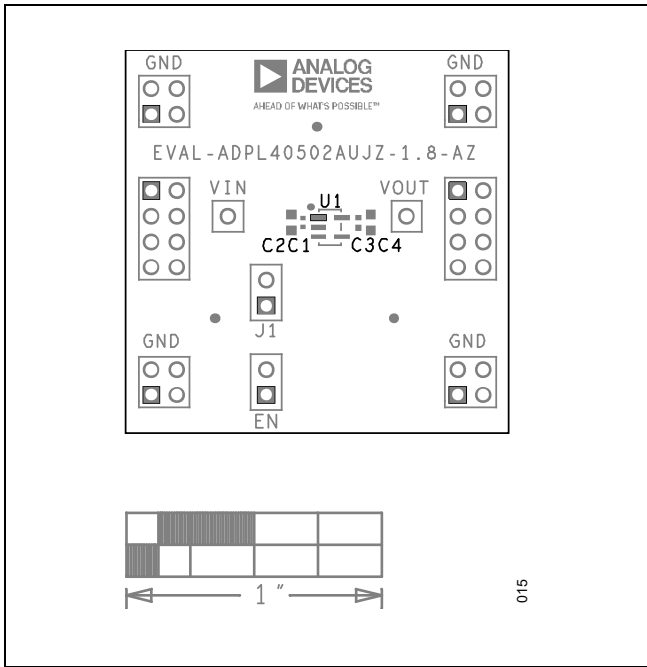 GND GND
ANALOG
DEVICES
AHEAD OF WHAT'S POSSIBLE™
EVAL-ADPL40502AUJZ-1.8-AZ
VIN U1 VOUT
C2C1 C3C4
J1
GND GND
EN
1"
015